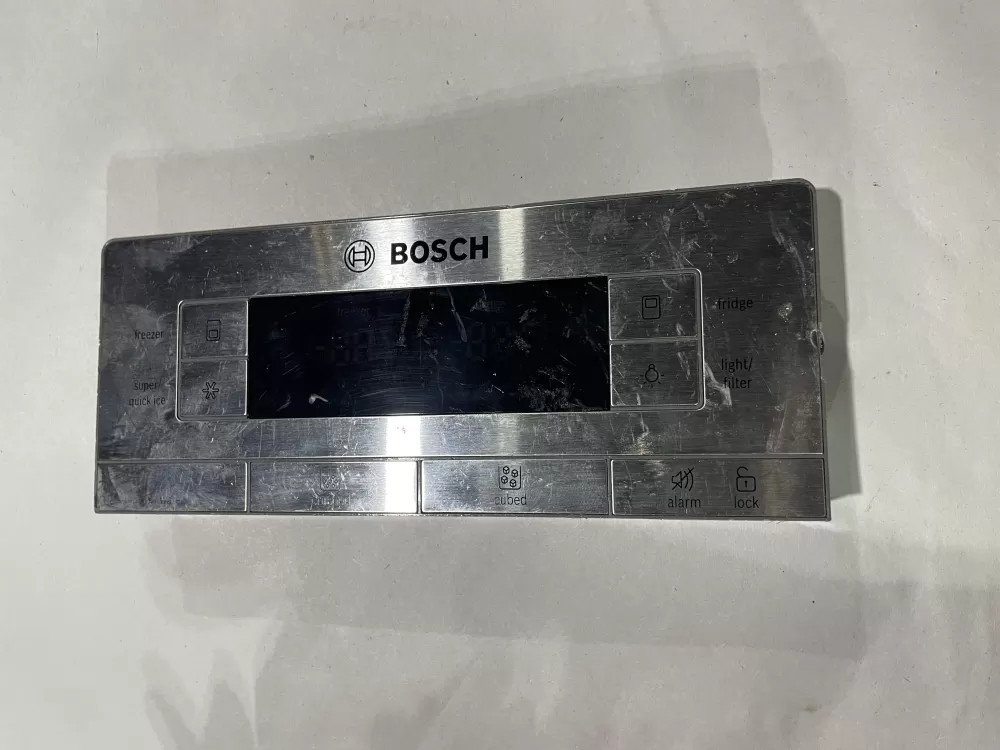 BOSCH
freezer
fridge
super/
quick ice
light/
filter
cubed
alarm
lock